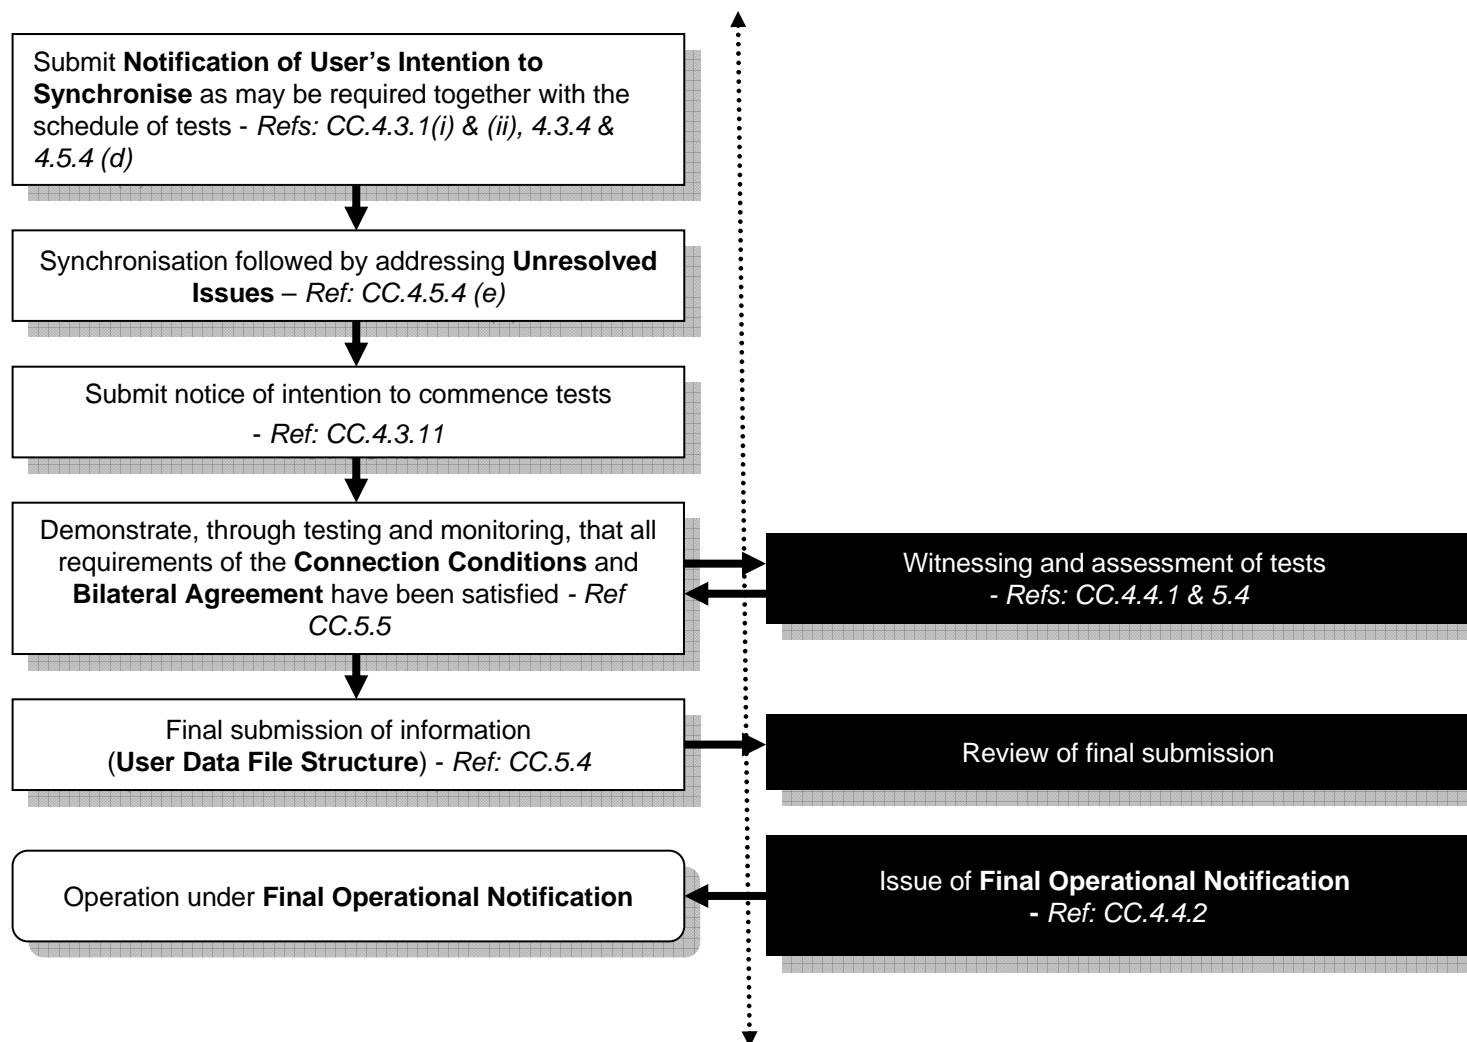 Submit Notification of User’s Intention to
Synchronise as may be required together with the
schedule of tests - Refs: CC.4.3.1(i) & (ii), 4.3.4 &
4.5.4 (d)
Synchronisation followed by addressing Unresolved
Issues – Ref: CC.4.5.4 (e)
Submit notice of intention to commence tests
- Ref: CC.4.3.11
Demonstrate, through testing and monitoring, that all
requirements of the Connection Conditions and
Bilateral Agreement have been satisfied - Ref
CC.5.5
Witnessing and assessment of tests
- Refs: CC.4.4.1 & 5.4
Final submission of information
(User Data File Structure) - Ref: CC.5.4
Review of final submission
Operation under Final Operational Notification
Issue of Final Operational Notification
- Ref: CC.4.4.2